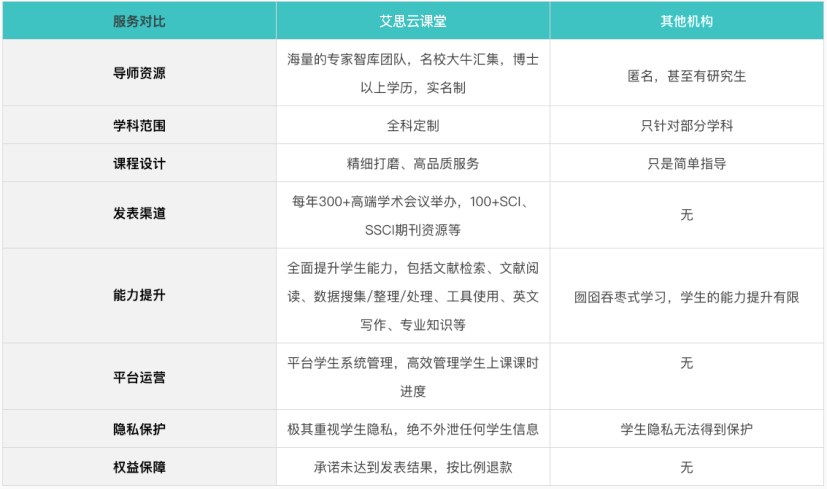 服务对比
艾思云课堂
其他机构
导师资源
海量的专家智库团队，名校大牛汇集，博士
以上学历，实名制
匿名，甚至有研究生
学科范围
全科定制
只针对部分学科
课程设计
精细打磨、高品质服务
只是简单指导
发表渠道
每年300+高端学术会议举办，100+SCI、
SSCI期刊资源等
无
能力提升
全面提升学生能力，包括文献检索、文献阅
读、数据搜集/整理/处理、工具使用、英文
写作、专业知识等
囫囵吞枣式学习，学生的能力提升有限
平台运营
平台学生系统管理，高效管理学生上课课时
进度
无
隐私保护
极其重视学生隐私，绝不外泄任何学生信息
学生隐私无法得到保护
权益保障
承诺未达到发表结果，按比例退款
无